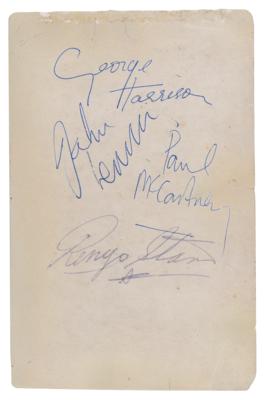 George
Harrison
John
Lennon
Paul
McCartney
Ringo Starr